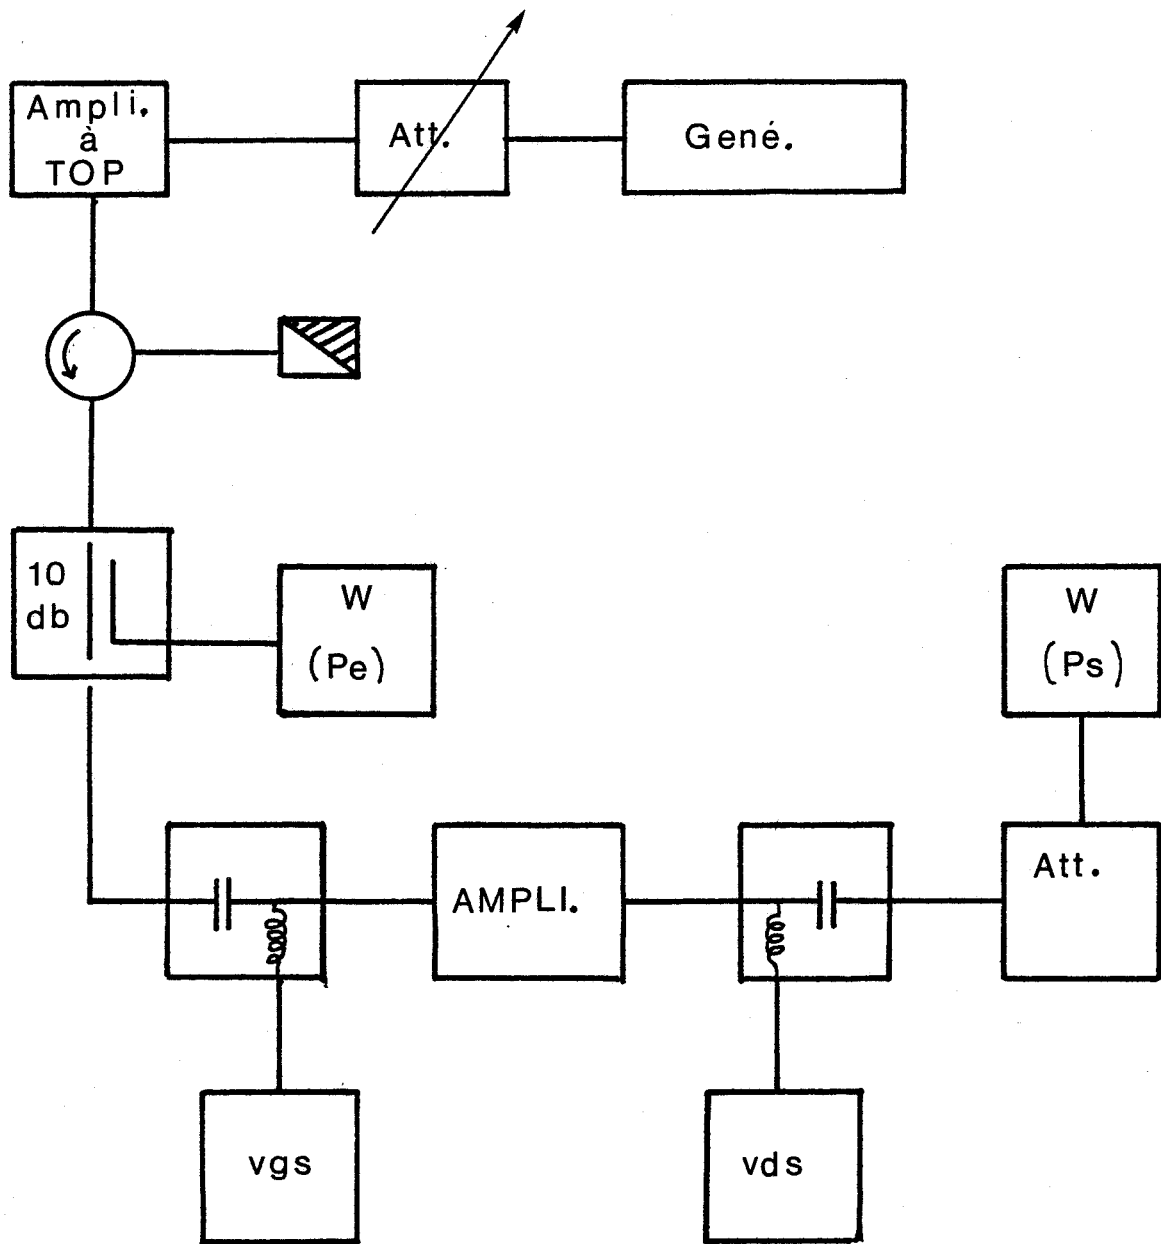 Ampli.
à
TOP
Att.
Gené.
10
db
W
(Pe)
W
(Ps)
AMPLI.
Att.
vgs
vds